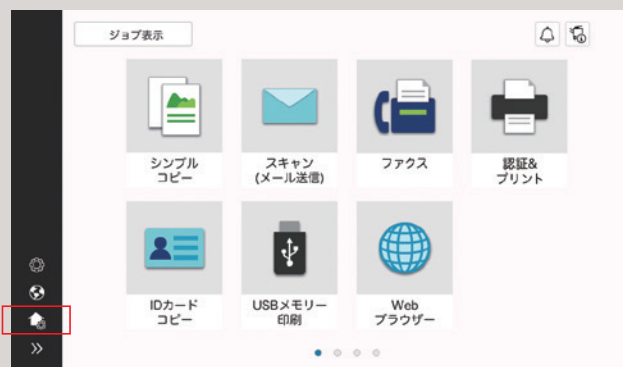 ジョブ表示
シンプル
コピー
スキャン
(メール送信)
ファクス
認証&
プリント
IDカード
コピー
USBメモリー
印刷
Web
ブラウザー